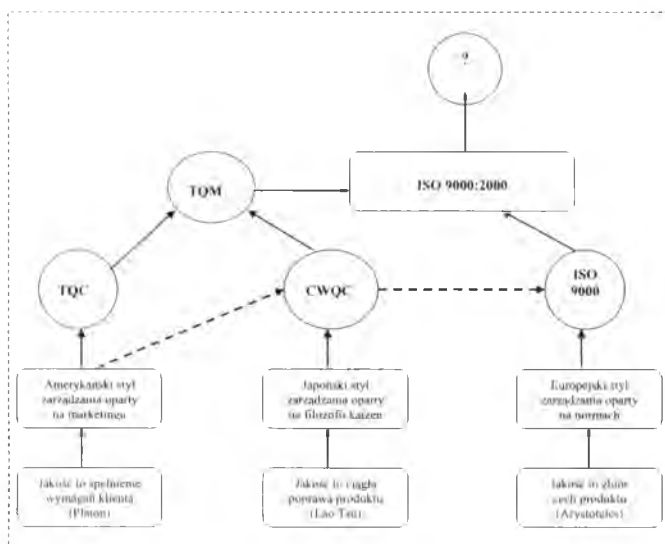 ?
ISO 9000:2000
TQM
TQC
CWQC
ISO
9000
Amerykański styl
zarządzania oparty
na marketingu
Japoński styl
zarządzania oparty
na filozofii kaizen
Europejski styl
zarządzania oparty
na normach
Jakość to spełnienie
wymagań klienta
(Platon)
Jakość to ciągła
poprawa produktu
(Lao Tsu)
Jakość to zbiór
cech produktu
(Arystoteles)